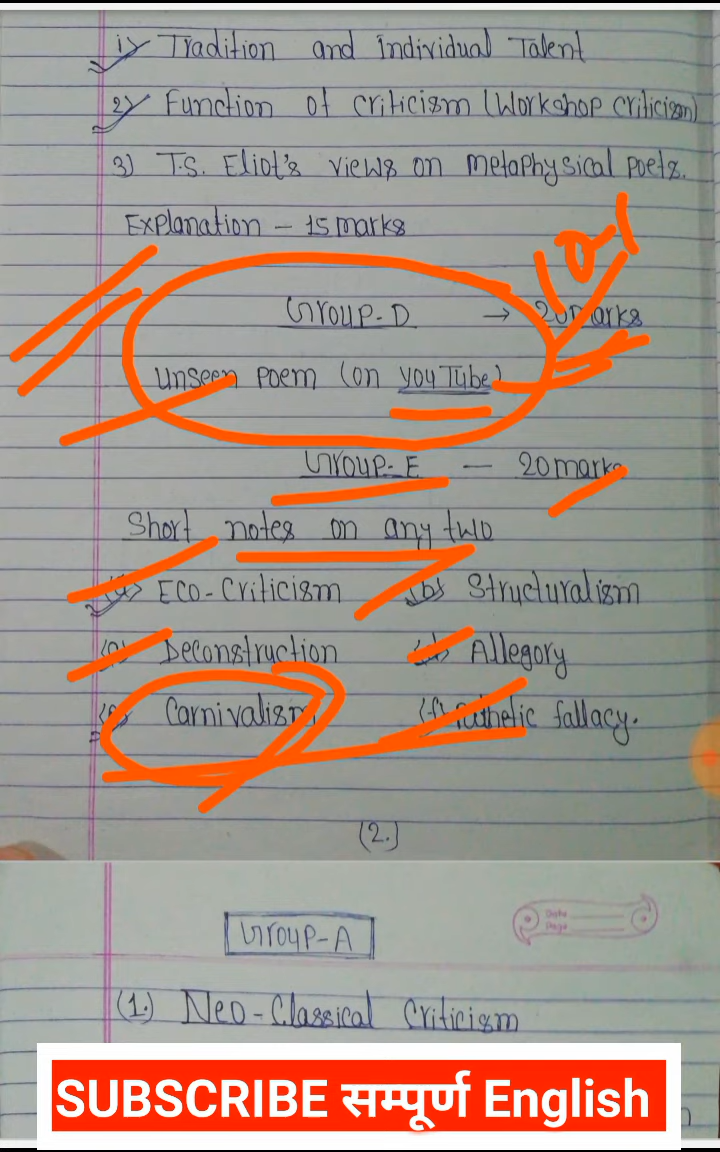 1) Tradition and individual Talent
2) Function of criticism (Workshop criticism)
3) T.S. Eliot's views on metaphysical poets.
Explanation - 15 marks
Group-D → 20 marks
Unseen Poem (on YouTube)
Group-E - 20 marks
Short notes on any two
(a) Eco-Criticism (b) Structuralism
(c) Deconstruction (d) Allegory
(e) Carnivalism (f) Pathetic fallacy.
(2.)
Group-A
Date
Page
(1.) Neo-Classical Criticism
SUBSCRIBE सम्पूर्ण English